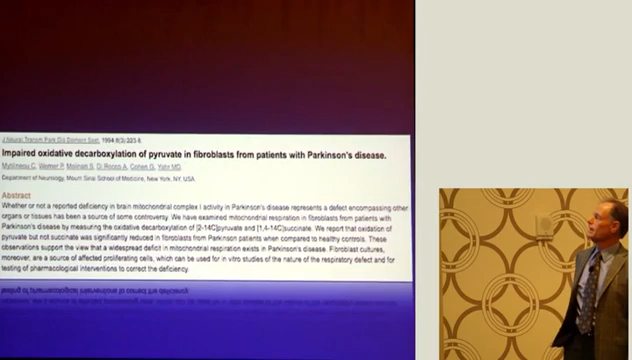 J Neural Transm Park Dis Dement Sect. 1994;8(3):223-8.
Impaired oxidative decarboxylation of pyruvate in fibroblasts from patients with Parkinson's disease.
Mytilineou C, Werner P, Molinari S, Di Rocco A, Cohen G, Yahr MD.
Department of Neurology, Mount Sinai School of Medicine, New York, NY, USA.
Abstract
Whether or not a reported deficiency in brain mitochondrial complex I activity in Parkinson's disease represents a defect encompassing other
organs or tissues has been a source of some controversy. We have examined mitochondrial respiration in fibroblasts from patients with
Parkinson's disease by measuring the oxidative decarboxylation of [2-14C]pyruvate and [1,4-14C]succinate. We report that oxidation of
pyruvate but not succinate was significantly reduced in fibroblasts from Parkinson patients when compared to healthy controls. These
observations support the view that a widespread deficit in mitochondrial respiration exists in Parkinson's disease. Fibroblast cultures,
moreover, are a source of affected proliferating cells, which can be used for in vitro studies of the nature of the respiratory defect and for
testing of pharmacological interventions to correct the deficiency.